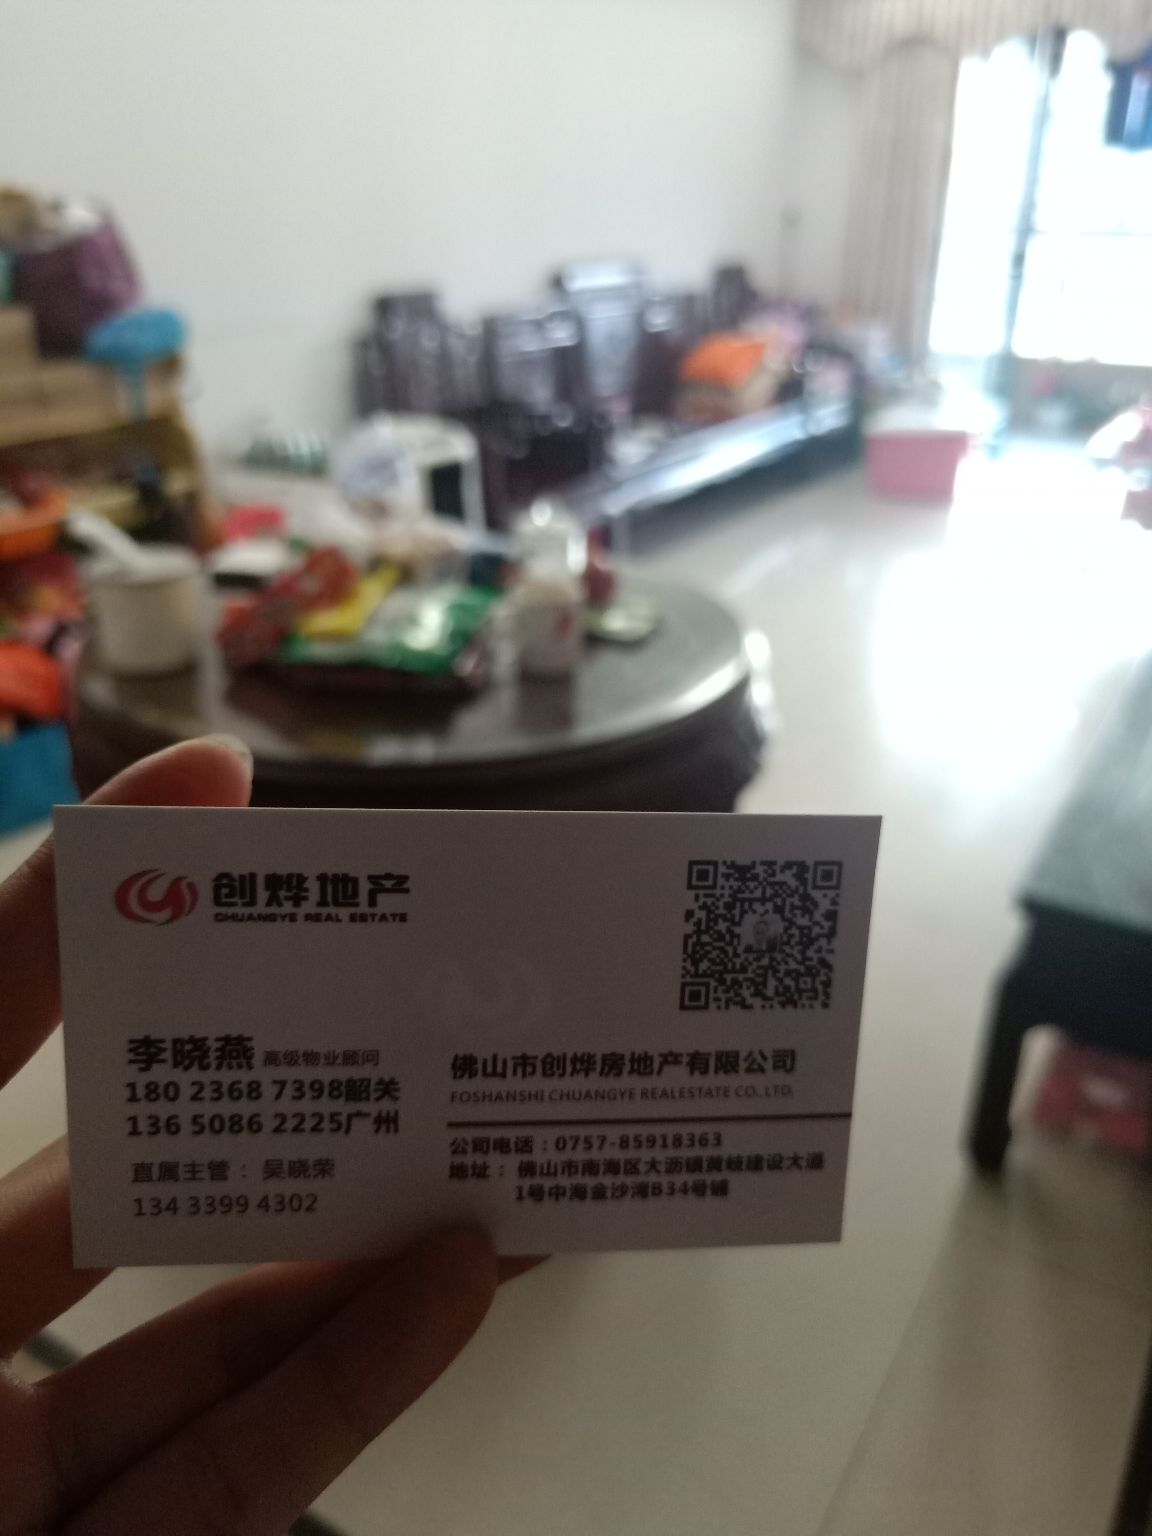 创烨地产
CHUANGYE REAL ESTATE
李晓燕 高级物业顾问
180 2368 7398韶关
136 5086 2225广州
直属主管： 吴晓荣
134 3399 4302
佛山市创烨房地产有限公司
FOSHANSHI CHUANGYE REALESTATE CO,.LTD.
公司电话：0757-85918363
地址： 佛山市南海区大沥镇黄岐建设大道
1号中海金沙湾B34号铺